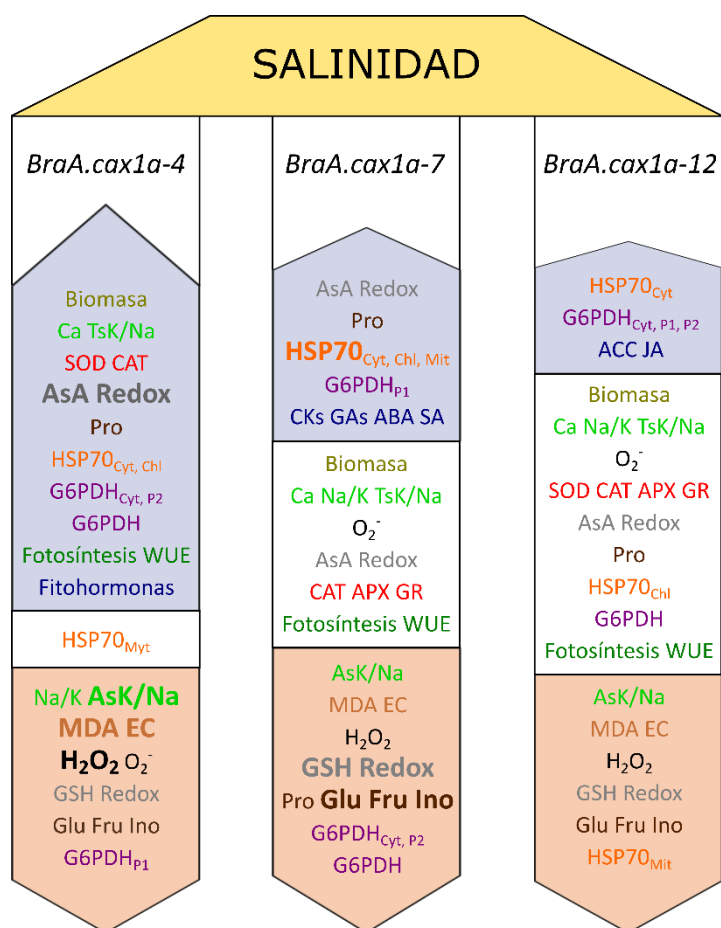 SALINIDAD
BraA.cax1a-4
Biomasa
Ca TsK/Na
SOD CAT
AsA Redox
Pro
HSP70Cyt, Chl
G6PDHCyt, P2
G6PDH
Fotosíntesis WUE
Fitohormonas
HSP70Myt
Na/K AsK/Na
MDA EC
H₂O₂ O₂⁻
GSH Redox
Glu Fru Ino
G6PDHP1
BraA.cax1a-7
AsA Redox
Pro
HSP70Cyt, Chl, Mit
G6PDHP1
CKs GAs ABA SA
Biomasa
Ca Na/K TsK/Na
O₂⁻
AsA Redox
CAT APX GR
Fotosíntesis WUE
AsK/Na
MDA EC
H₂O₂
GSH Redox
Pro Glu Fru Ino
G6PDHCyt, P2
G6PDH
BraA.cax1a-12
HSP70Cyt
G6PDHCyt, P1, P2
ACC JA
Biomasa
Ca Na/K TsK/Na
O₂⁻
SOD CAT APX GR
AsA Redox
Pro
HSP70Chl
G6PDH
Fotosíntesis WUE
AsK/Na
MDA EC
H₂O₂
GSH Redox
Glu Fru Ino
HSP70Mit